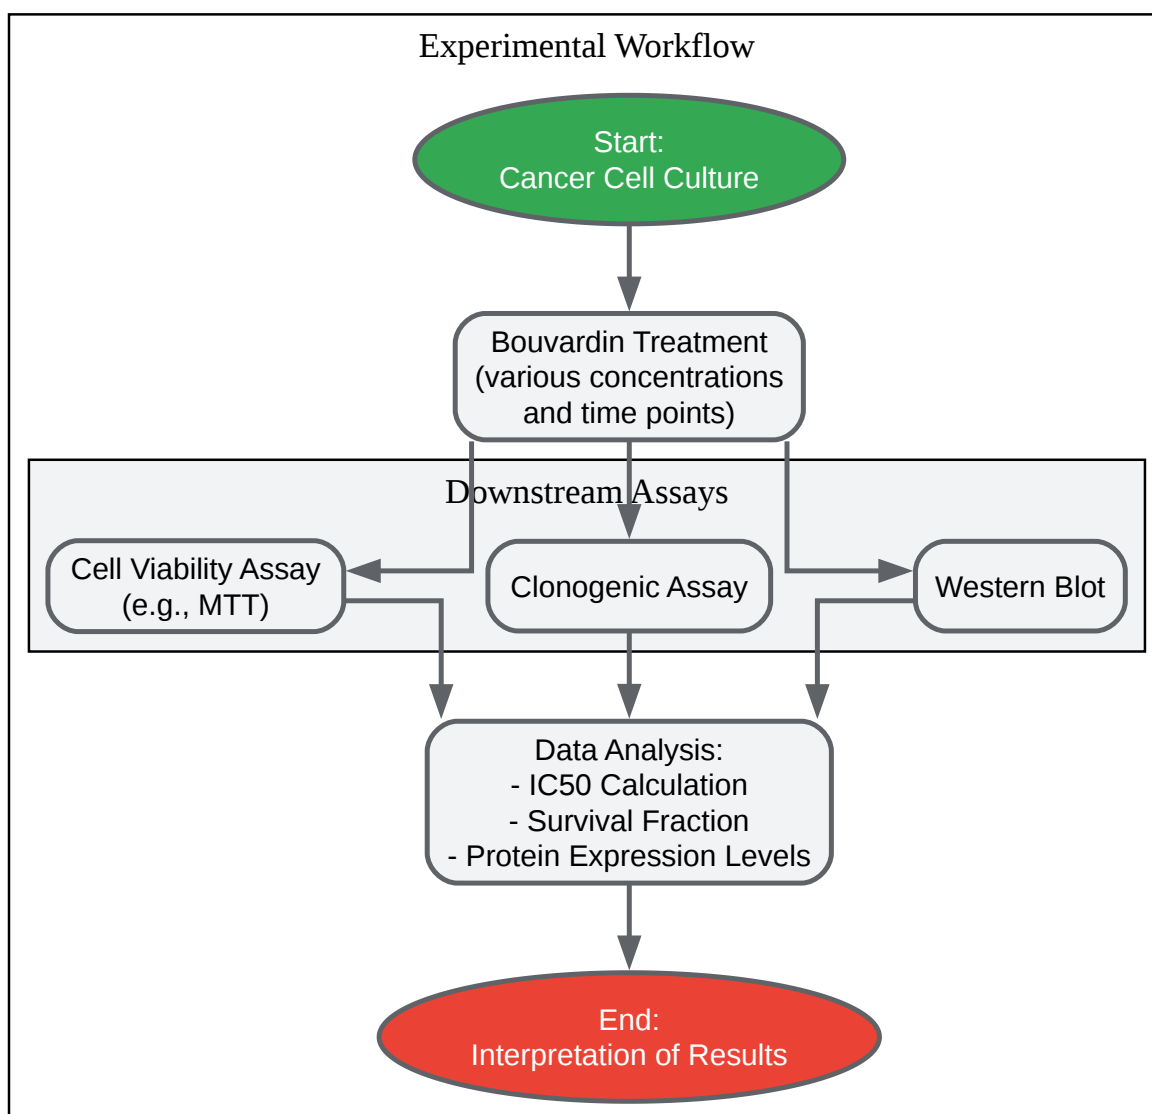 Experimental Workflow
Start:
Cancer Cell Culture
Bouvardin Treatment
(various concentrations
and time points)
Downstream Assays
Cell Viability Assay
(e.g., MTT)
Clonogenic Assay
Western Blot
Data Analysis:
- IC50 Calculation
- Survival Fraction
- Protein Expression Levels
End:
Interpretation of Results